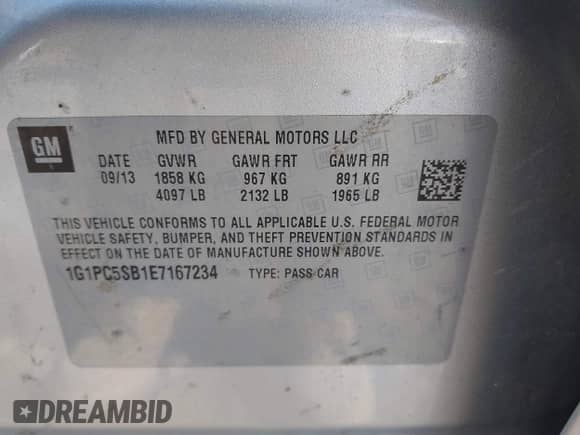 GM
MFD BY GENERAL MOTORS LLC
DATE GVWR GAWR FRT GAWR RR
09/13 1858 KG 967 KG 891 KG
4097 LB 2132 LB 1965 LB
THIS VEHICLE CONFORMS TO ALL APPLICABLE U.S. FEDERAL MOTOR
VEHICLE SAFETY, BUMPER, AND THEFT PREVENTION STANDARDS IN
EFFECT ON THE DATE OF MANUFACTURE SHOWN ABOVE.
1G1PC5SB1E7167234 TYPE: PASS CAR
DREAMBID